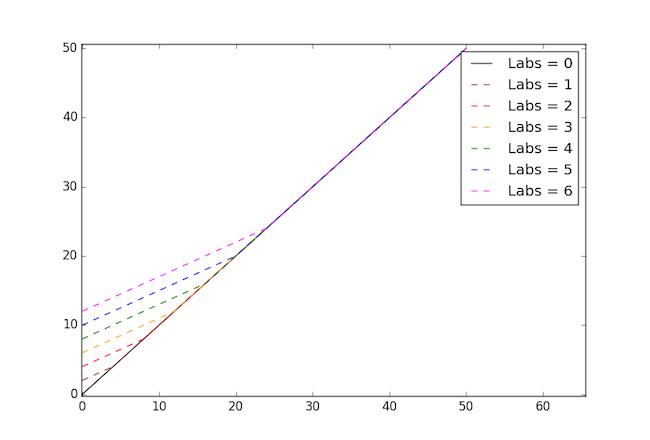 50
40
30
20
10
0
0 10 20 30 40 50 60
Labs = 0
Labs = 1
Labs = 2
Labs = 3
Labs = 4
Labs = 5
Labs = 6